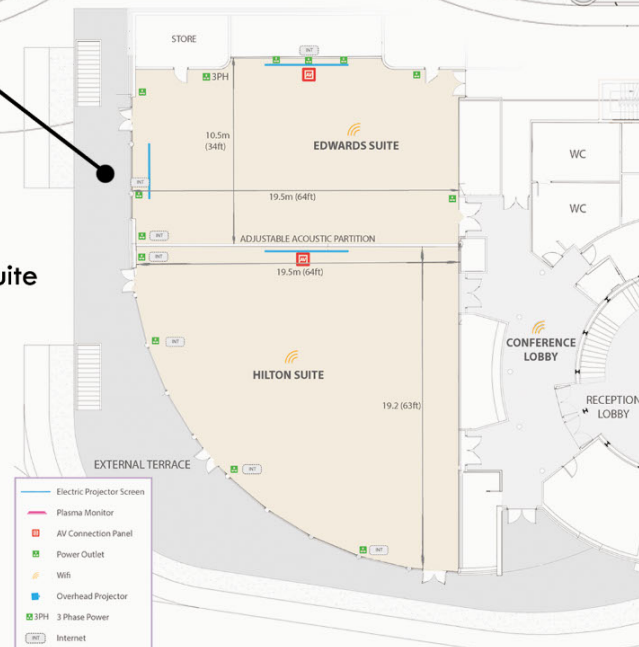 STORE
INT
3PH
10.5m
(34ft)
EDWARDS SUITE
WC
INT
19.5m (64ft)
WC
INT
ADJUSTABLE ACOUSTIC PARTITION
INT
19.5m (64ft)
uite
INT
CONFERENCE
LOBBY
HILTON SUITE
RECEPTION
LOBBY
19.2 (63ft)
EXTERNAL TERRACE
INT
INT
Electric Projector Screen
Plasma Monitor
AV Connection Panel
Power Outlet
Wifi
Overhead Projector
3PH 3 Phase Power
INT Internet